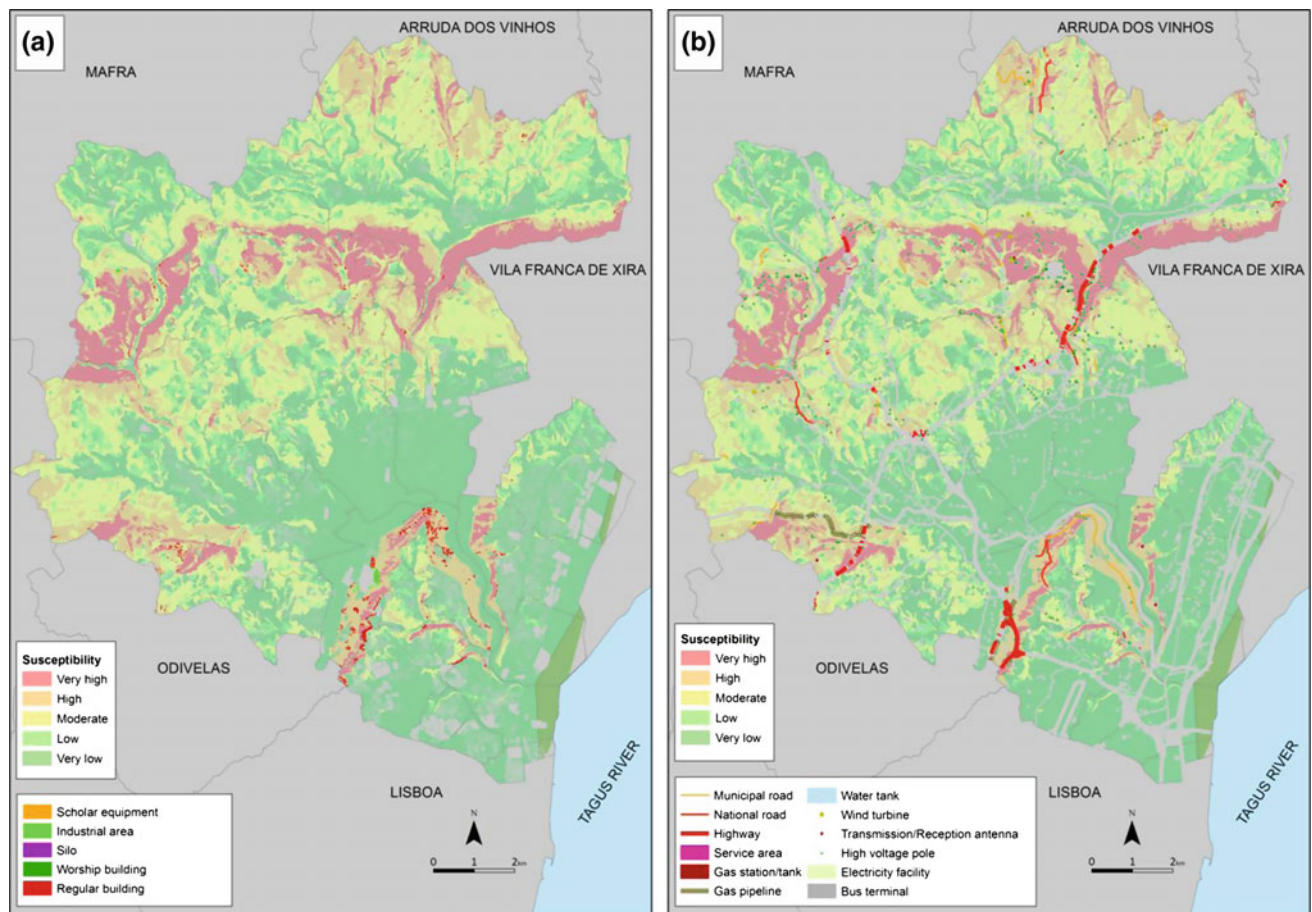 (a)
ARRUDA DOS VINHOS
MAFRA
VILA FRANCA DE XIRA
ODIVELAS
LISBOA
TAGUS RIVER
Susceptibility
Very high
High
Moderate
Low
Very low
Scholar equipment
Industrial area
Silo
Worship building
Regular building
N
0 1 2 km
(b)
ARRUDA DOS VINHOS
MAFRA
VILA FRANCA DE XIRA
ODIVELAS
LISBOA
TAGUS RIVER
Susceptibility
Very high
High
Moderate
Low
Very low
Municipal road
National road
Highway
Service area
Gas station/tank
Gas pipeline
Water tank
Wind turbine
Transmission/Reception antenna
High voltage pole
Electricity facility
Bus terminal
N
0 1 2 km